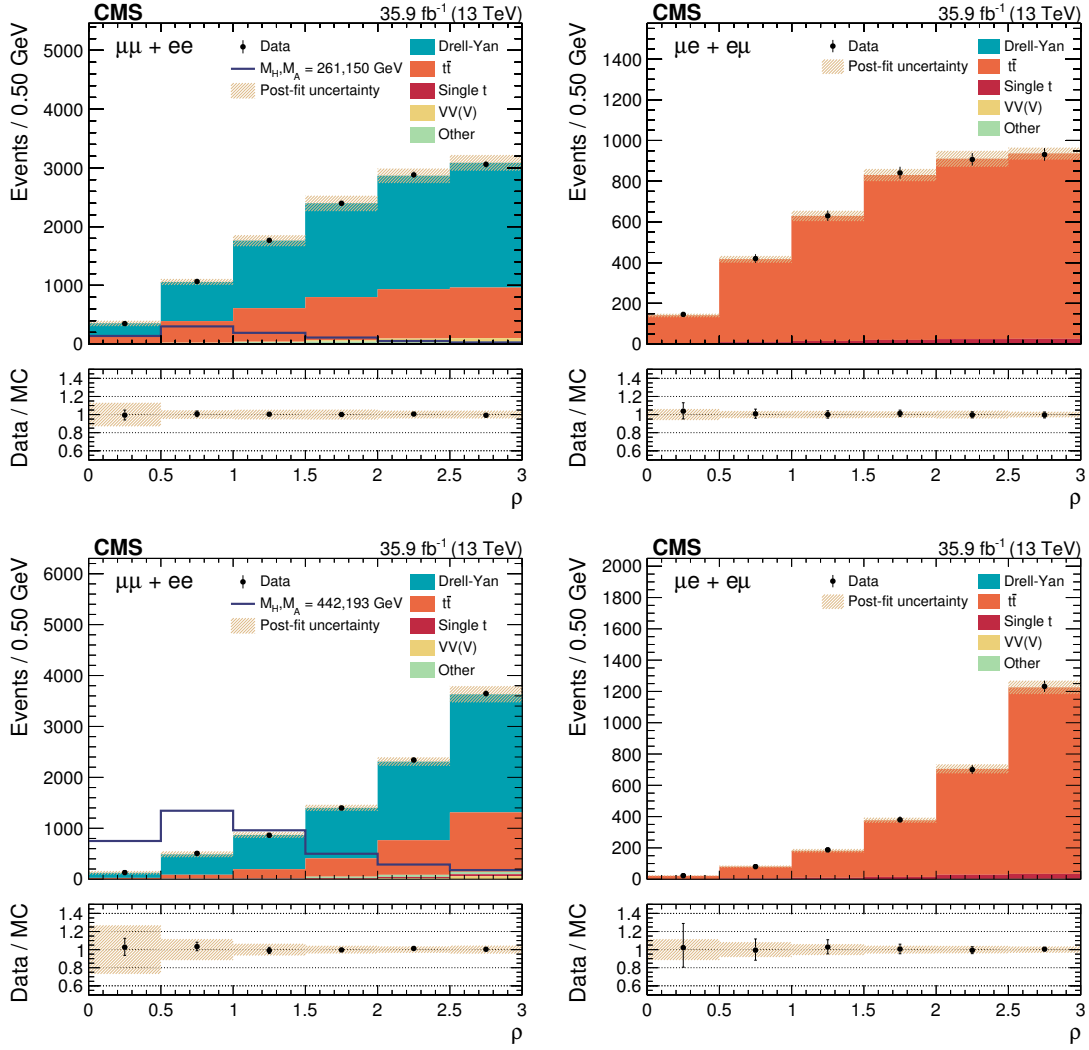 CMS 35.9 fb⁻¹ (13 TeV)
Events / 0.50 GeV
μμ + ee
Data
M_H,M_A = 261,150 GeV
Post-fit uncertainty
Drell-Yan
tt̄
Single t
VV(V)
Other
5000
4000
3000
2000
1000
0
Data / MC
1.4
1.2
1.0
0.8
0.6
0 0.5 1 1.5 2 2.5 3
ρ
CMS 35.9 fb⁻¹ (13 TeV)
Events / 0.50 GeV
μe + eμ
Data
Post-fit uncertainty
Drell-Yan
tt̄
Single t
VV(V)
Other
1400
1200
1000
800
600
400
200
0
Data / MC
1.4
1.2
1.0
0.8
0.6
0 0.5 1 1.5 2 2.5 3
ρ
CMS 35.9 fb⁻¹ (13 TeV)
Events / 0.50 GeV
μμ + ee
Data
M_H,M_A = 442,193 GeV
Post-fit uncertainty
Drell-Yan
tt̄
Single t
VV(V)
Other
6000
5000
4000
3000
2000
1000
0
Data / MC
1.4
1.2
1.0
0.8
0.6
0 0.5 1 1.5 2 2.5 3
ρ
CMS 35.9 fb⁻¹ (13 TeV)
Events / 0.50 GeV
μe + eμ
Data
Post-fit uncertainty
Drell-Yan
tt̄
Single t
VV(V)
Other
2000
1800
1600
1400
1200
1000
800
600
400
200
0
Data / MC
1.4
1.2
1.0
0.8
0.6
0 0.5 1 1.5 2 2.5 3
ρ